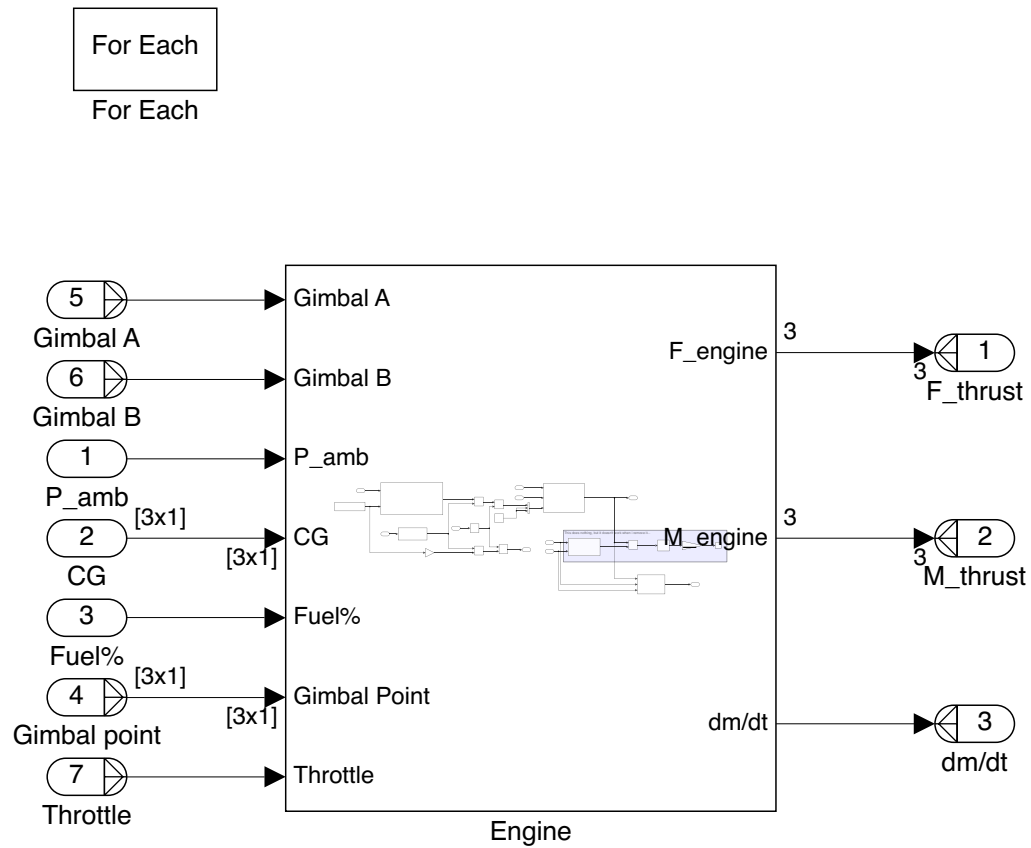 For Each
For Each
5
Gimbal A
Gimbal A
6
Gimbal B
Gimbal B
1
P_amb
P_amb
2
[3x1]
[3x1]
CG
CG
3
Fuel%
Fuel%
4
[3x1]
[3x1]
Gimbal point
Gimbal Point
7
Throttle
Throttle
F_engine
3
3
1
F_thrust
M_engine
3
3
2
M_thrust
dm/dt
3
dm/dt
Engine